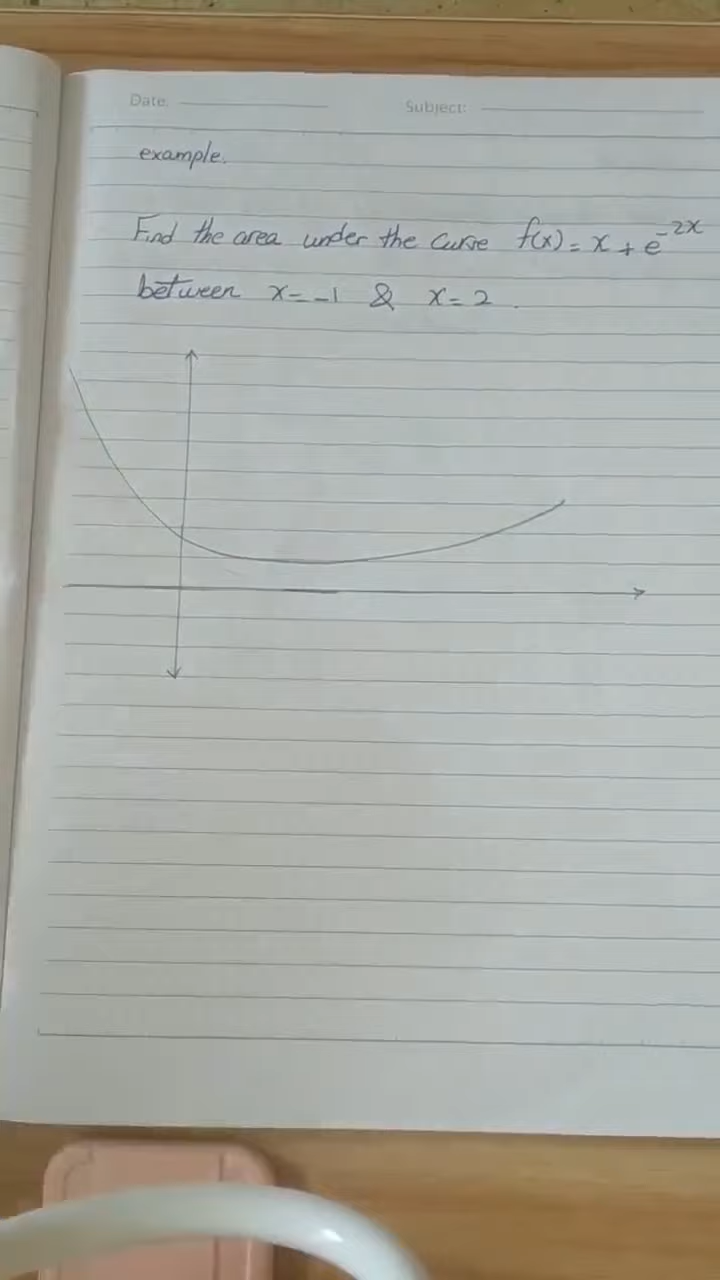 Date:
Subject:
example.
Find the area under the curve f(x) = x + e^{-2x}
between x = -1 & x = 2 .